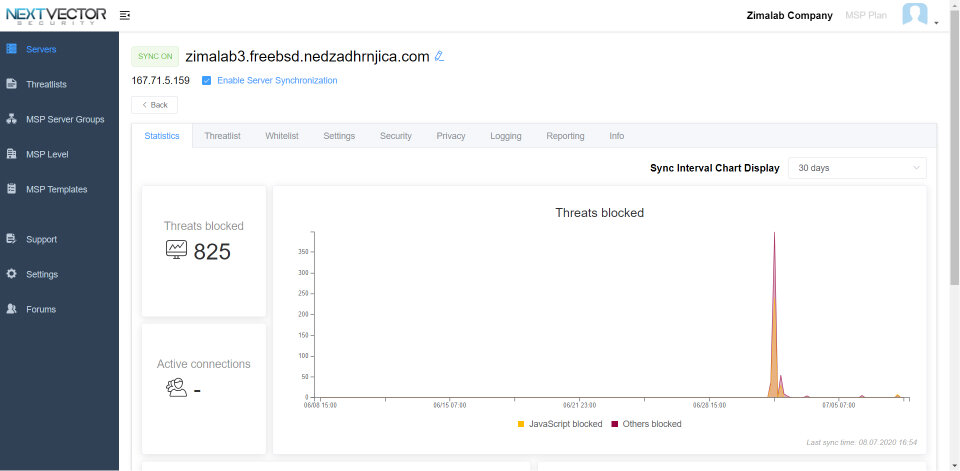 NEXTVECTOR
SECURITY
Zimalab Company MSP Plan
Servers
Threatlists
MSP Server Groups
MSP Level
MSP Templates
Support
Settings
Forums
SYNC ON zimalab3.freebsd.nedzadhrnjica.com
167.71.5.159 Enable Server Synchronization
Back
Statistics Threatlist Whitelist Settings Security Privacy Logging Reporting Info
Sync Interval Chart Display 30 days
Threats blocked
825
Active connections
-
Threats blocked
350
300
250
200
150
100
50
0
06/08 15:00 06/15 07:00 06/21 23:00 06/28 15:00 07/05 07:00
JavaScript blocked Others blocked
Last sync time: 08.07.2020 16:54